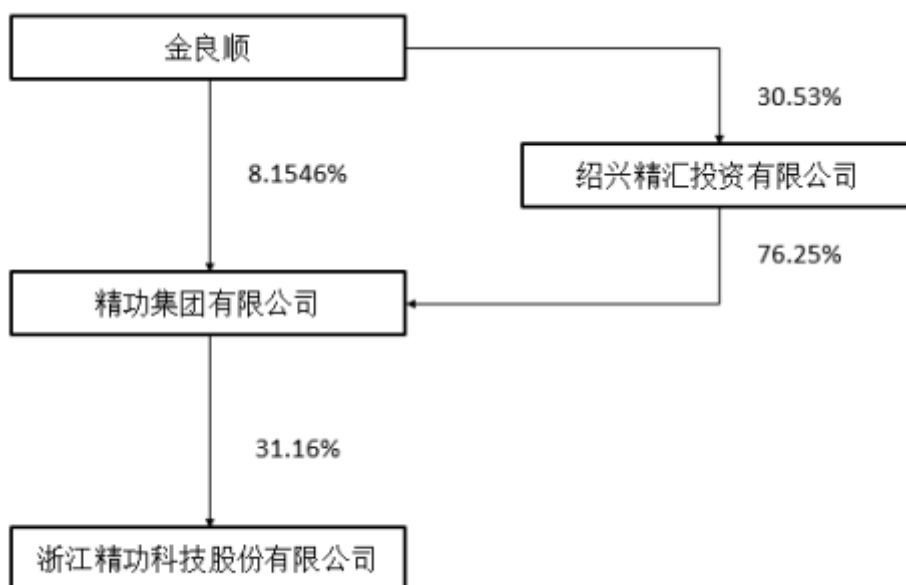 金良顺
30.53%
8.1546%
绍兴精汇投资有限公司
76.25%
精功集团有限公司
31.16%
浙江精功科技股份有限公司